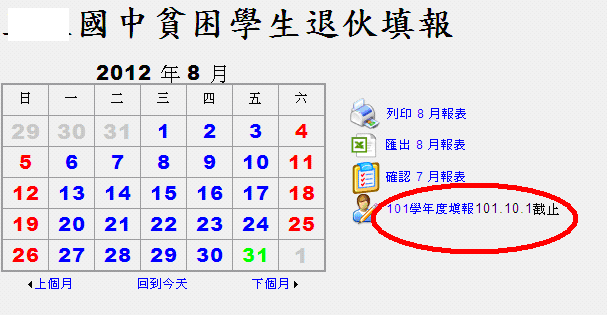 國中貧困學生退伙填報
2012 年 8 月
日 一 二 三 四 五 六
29 30 31 1 2 3 4
5 6 7 8 9 10 11
12 13 14 15 16 17 18
19 20 21 22 23 24 25
26 27 28 29 30 31 1
上個月 回到今天 下個月
列印 8 月報表
匯出 8 月報表
確認 7 月報表
101學年度填報101.10.1截止